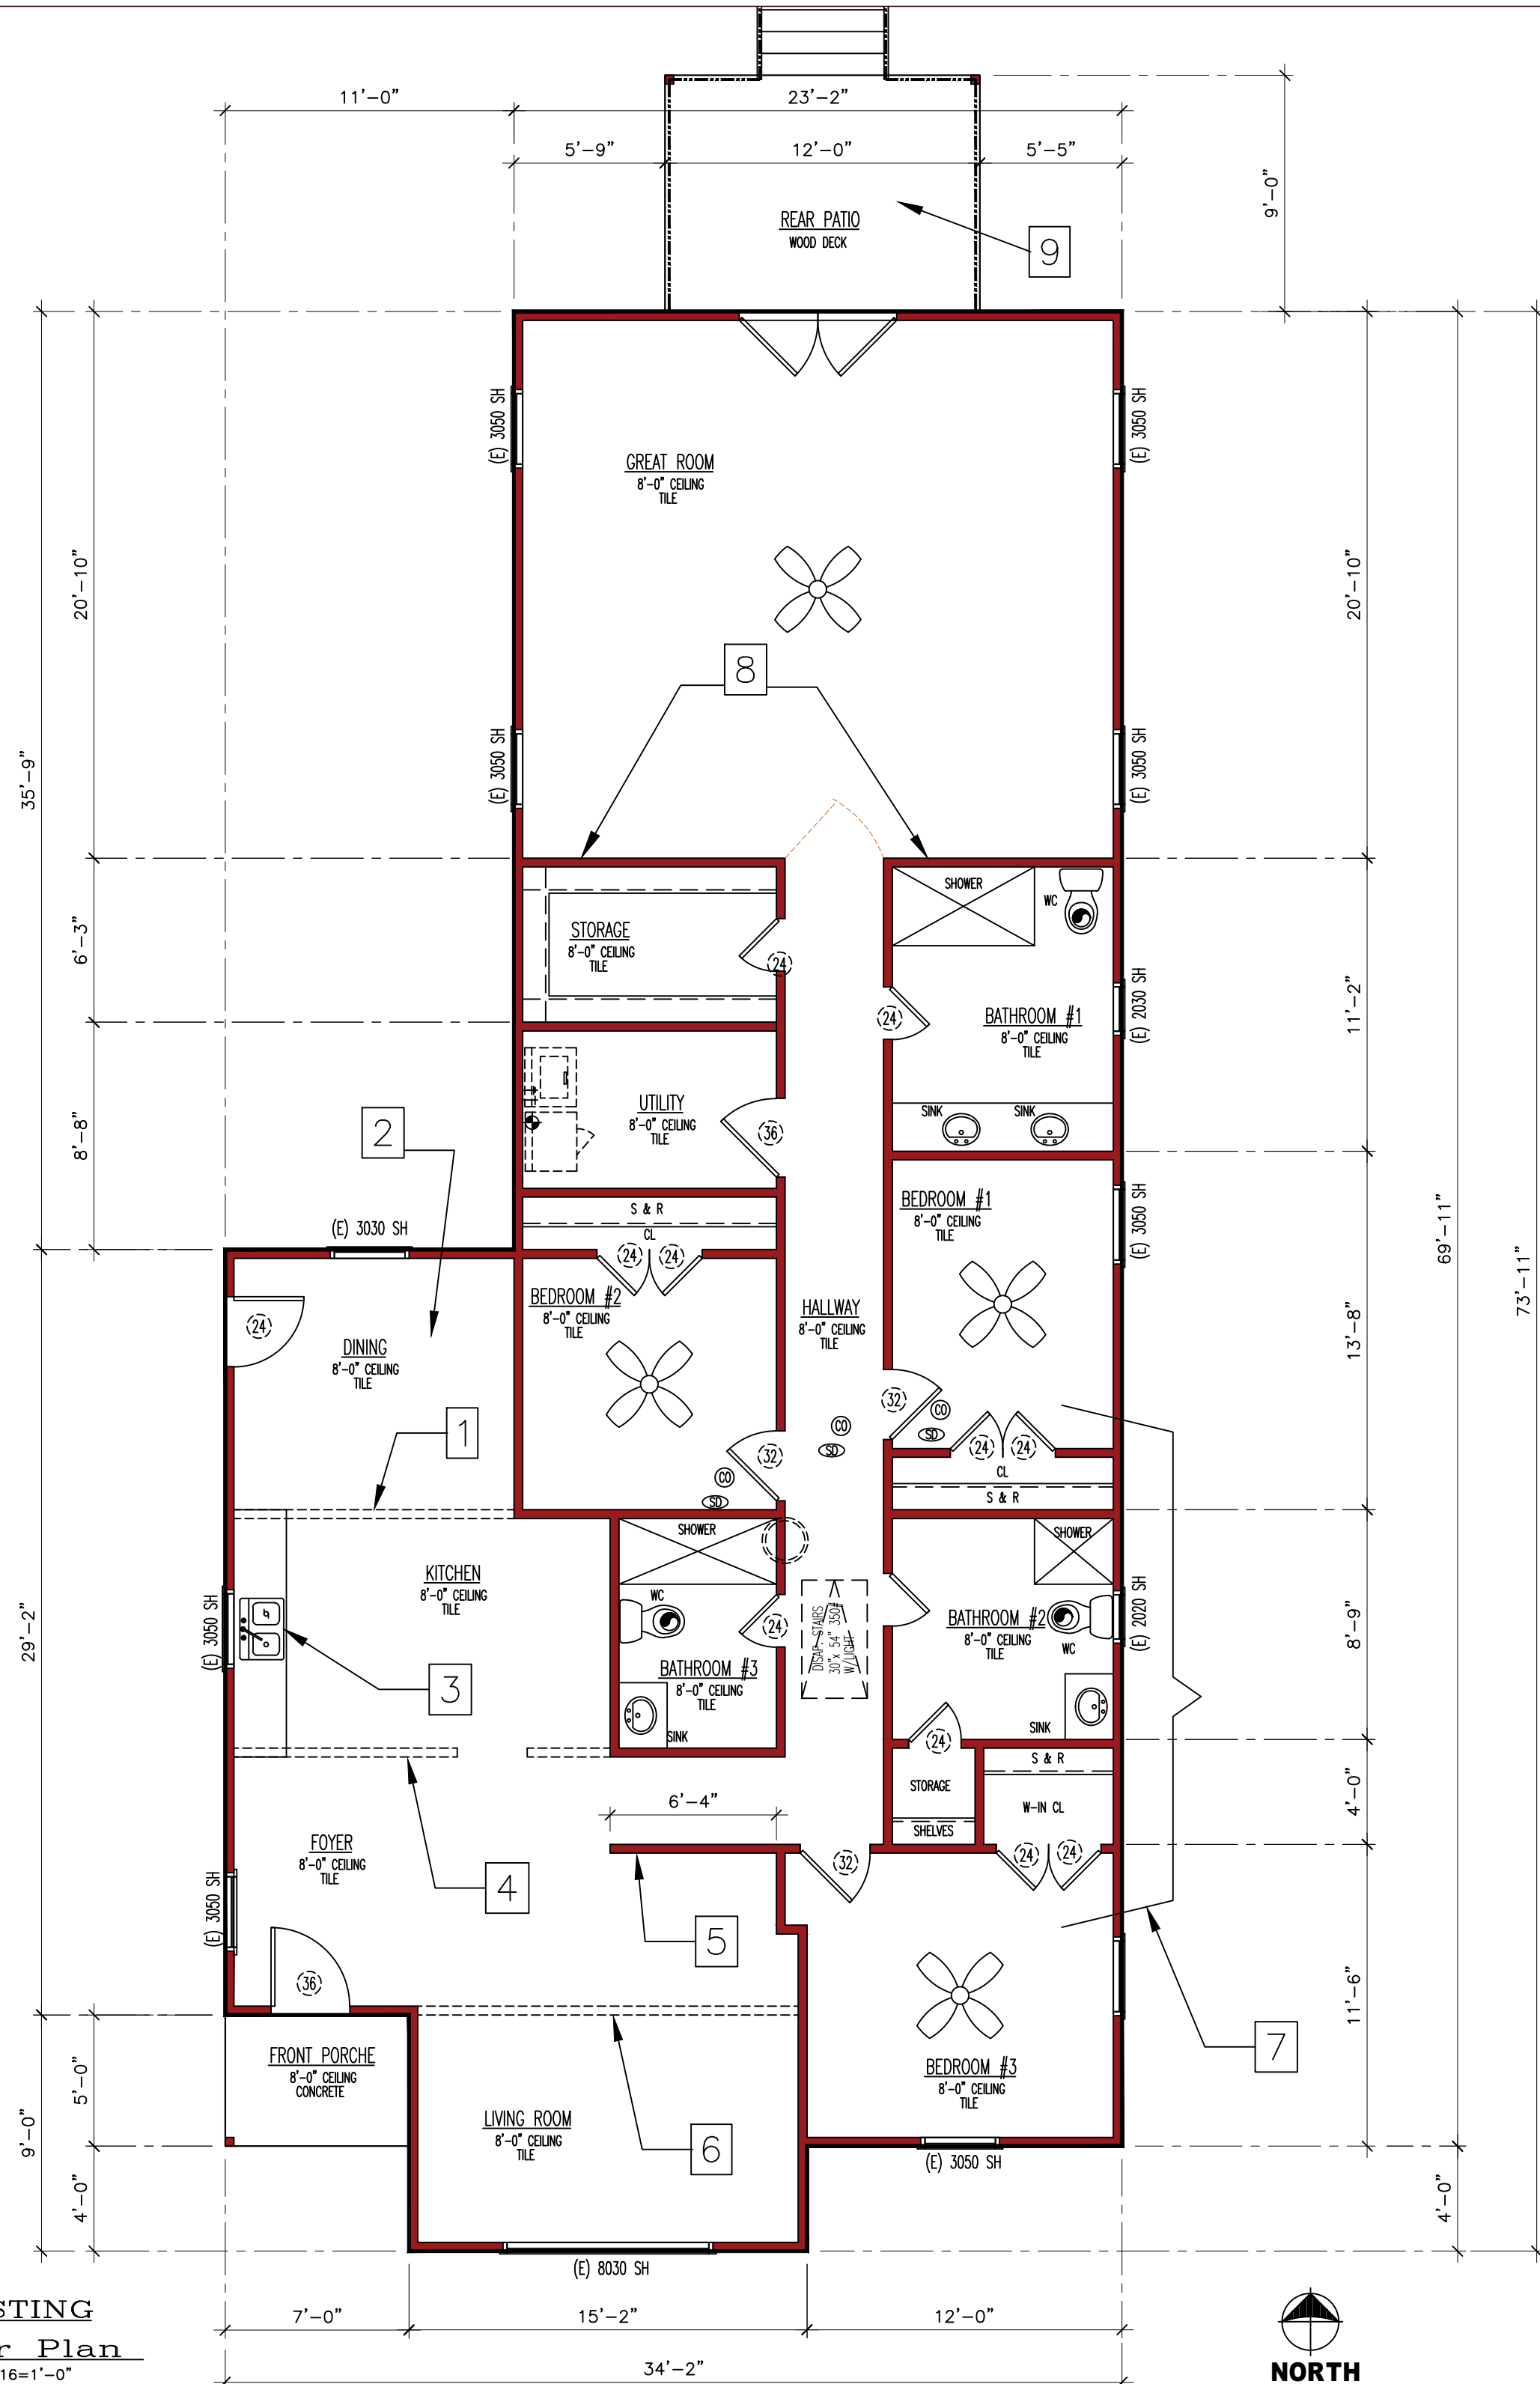 11'-0"
23'-2"
5'-9"
12'-0"
5'-5"
9'-0"
REAR PATIO
WOOD DECK
9
(E) 3050 SH
(E) 3050 SH
GREAT ROOM
8'-0" CEILING
TILE
20'-10"
20'-10"
8
35'-9"
(E) 3050 SH
(E) 3050 SH
SHOWER
WC
STORAGE
8'-0" CEILING
TILE
24
6'-3"
24
BATHROOM #1
8'-0" CEILING
TILE
(E) 2030 SH
11'-2"
UTILITY
8'-0" CEILING
TILE
36
SINK
SINK
8'-8"
2
S & R
CL
24
24
BEDROOM #1
8'-0" CEILING
TILE
(E) 3050 SH
69'-11"
73'-11"
(E) 3030 SH
24
DINING
8'-0" CEILING
TILE
BEDROOM #2
8'-0" CEILING
TILE
HALLWAY
8'-0" CEILING
TILE
13'-8"
1
32
CO
SD
CO
SD
32
CO
SD
24
24
CL
S & R
SHOWER
SHOWER
KITCHEN
8'-0" CEILING
TILE
WC
24
DISAP. STAIRS
30"x 54" 350#
W/LIGHT
BATHROOM #2
8'-0" CEILING
TILE
WC
(E) 2020 SH
8'-9"
(E) 3050 SH
29'-2"
3
BATHROOM #3
8'-0" CEILING
TILE
SINK
SINK
24
S & R
STORAGE
W-IN CL
SHELVES
4'-0"
6'-4"
FOYER
8'-0" CEILING
TILE
4
32
24
24
(E) 3050 SH
5
36
11'-6"
7
FRONT PORCHE
8'-0" CEILING
CONCRETE
BEDROOM #3
8'-0" CEILING
TILE
5'-0"
9'-0"
LIVING ROOM
8'-0" CEILING
TILE
6
(E) 3050 SH
4'-0"
4'-0"
(E) 8030 SH
7'-0"
15'-2"
12'-0"
34'-2"
STING
r Plan
16=1'-0"
NORTH